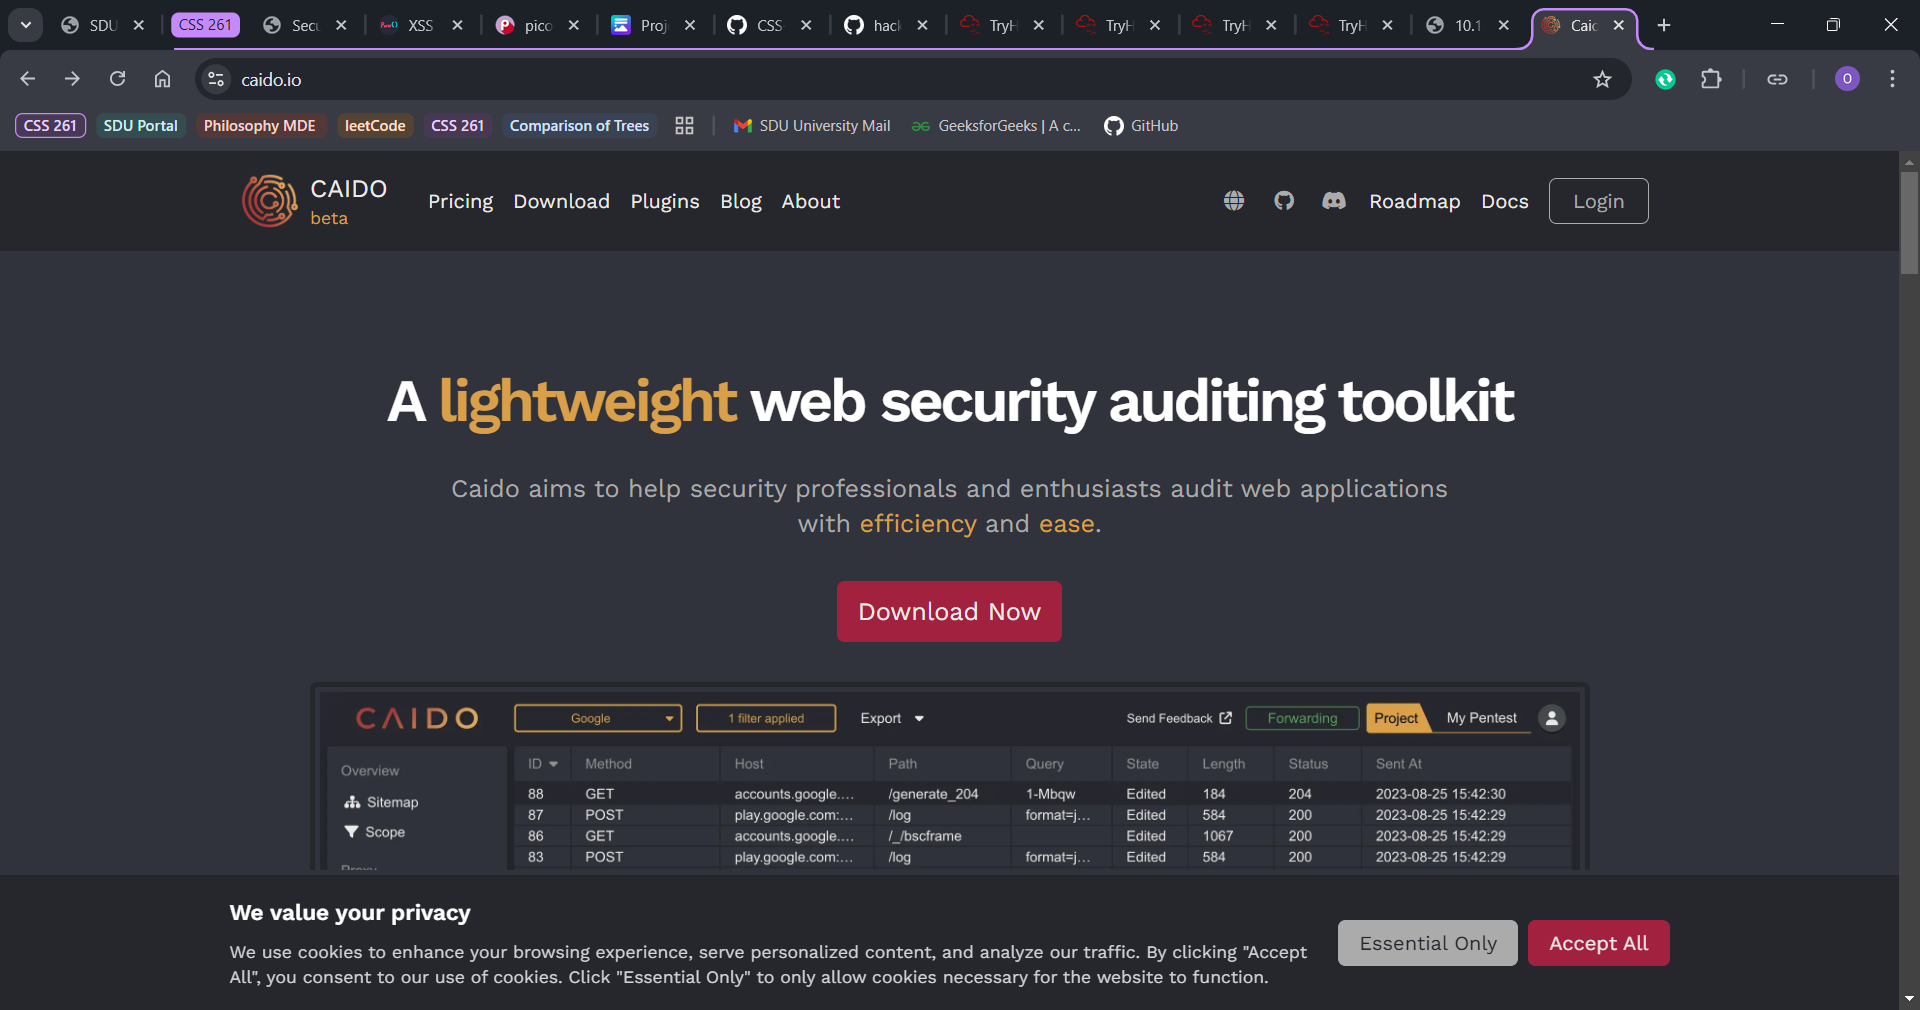 SDU
CSS 261
Secu
XSS
pico
Proj
CSS-
hack
TryH
TryH
TryH
TryH
10.1
Caid
caido.io
O
CSS 261
SDU Portal
Philosophy MDE
leetCode
CSS 261
Comparison of Trees
SDU University Mail
GeeksforGeeks | A c...
GitHub
CAIDO
beta
Pricing
Download
Plugins
Blog
About
Roadmap
Docs
Login
A lightweight web security auditing toolkit
Caido aims to help security professionals and enthusiasts audit web applications
with efficiency and ease.
Download Now
CAIDO
Google
1 filter applied
Export
Send Feedback
Forwarding
Project
My Pentest
Overview
Sitemap
Scope
Proxy
ID Method Host Path Query State Length Status Sent At
88 GET accounts.google.... /generate_204 1-Mbqw Edited 184 204 2023-08-25 15:42:30
87 POST play.google.com:... /log format=j... Edited 584 200 2023-08-25 15:42:29
86 GET accounts.google.... /_/bscframe Edited 1067 200 2023-08-25 15:42:29
83 POST play.google.com:... /log format=j... Edited 584 200 2023-08-25 15:42:29
We value your privacy
We use cookies to enhance your browsing experience, serve personalized content, and analyze our traffic. By clicking "Accept
All", you consent to our use of cookies. Click "Essential Only" to only allow cookies necessary for the website to function.
Essential Only
Accept All